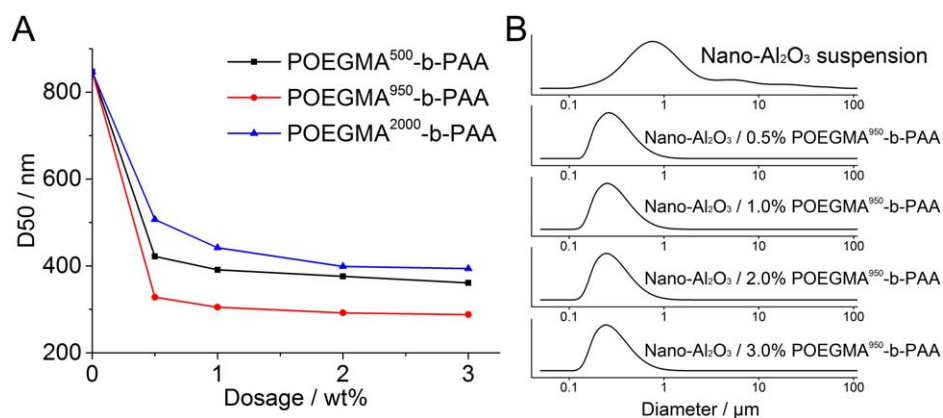 A
POEGMA⁵⁰⁰-b-PAA
POEGMA⁹⁵⁰-b-PAA
POEGMA²⁰⁰⁰-b-PAA
800
600
400
200
D50 / nm
0 1 2 3
Dosage / wt%
B
Nano-Al₂O₃ suspension
0.1 1 10 100
Nano-Al₂O₃ / 0.5% POEGMA⁹⁵⁰-b-PAA
0.1 1 10 100
Nano-Al₂O₃ / 1.0% POEGMA⁹⁵⁰-b-PAA
0.1 1 10 100
Nano-Al₂O₃ / 2.0% POEGMA⁹⁵⁰-b-PAA
0.1 1 10 100
Nano-Al₂O₃ / 3.0% POEGMA⁹⁵⁰-b-PAA
0.1 1 10 100
Diameter / μm